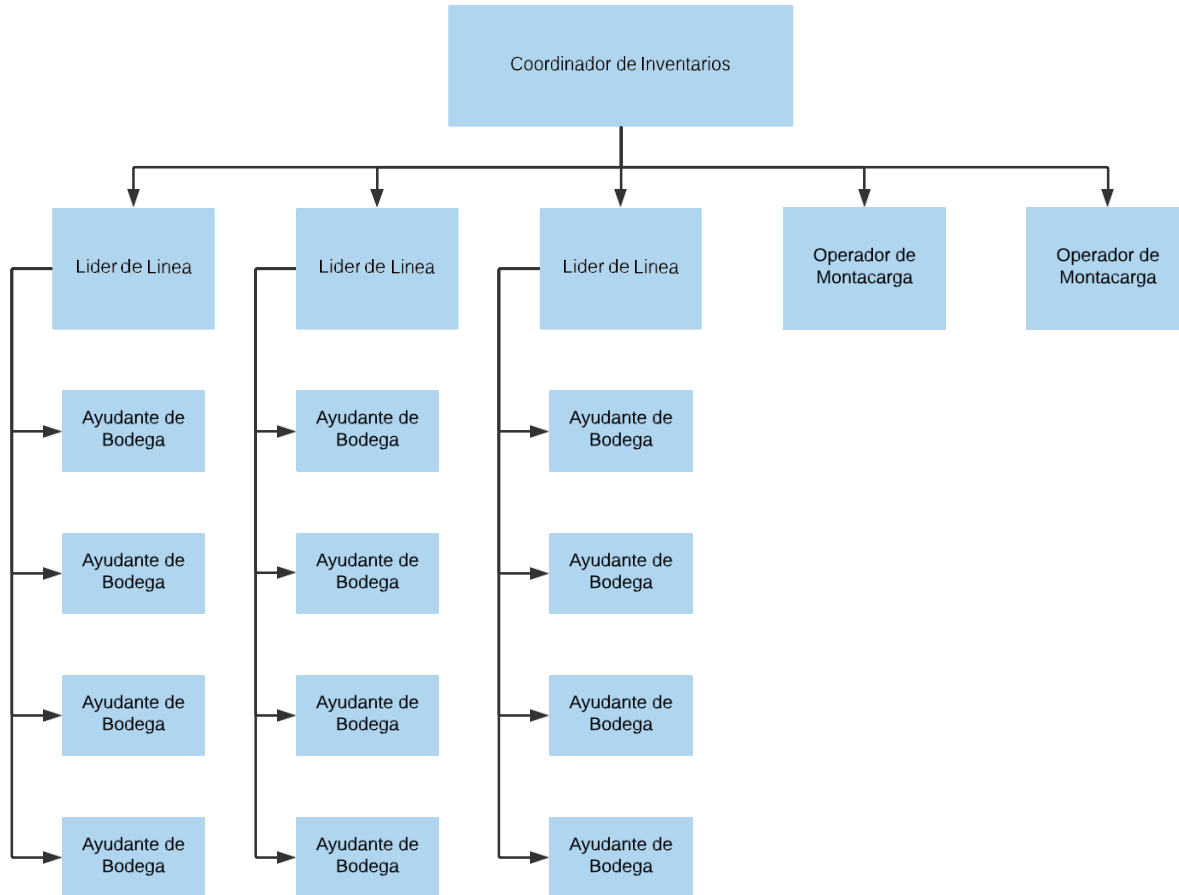 Coordinador de Inventarios
Lider de Linea
Lider de Linea
Lider de Linea
Operador de
Montacarga
Operador de
Montacarga
Ayudante de
Bodega
Ayudante de
Bodega
Ayudante de
Bodega
Ayudante de
Bodega
Ayudante de
Bodega
Ayudante de
Bodega
Ayudante de
Bodega
Ayudante de
Bodega
Ayudante de
Bodega
Ayudante de
Bodega
Ayudante de
Bodega
Ayudante de
Bodega